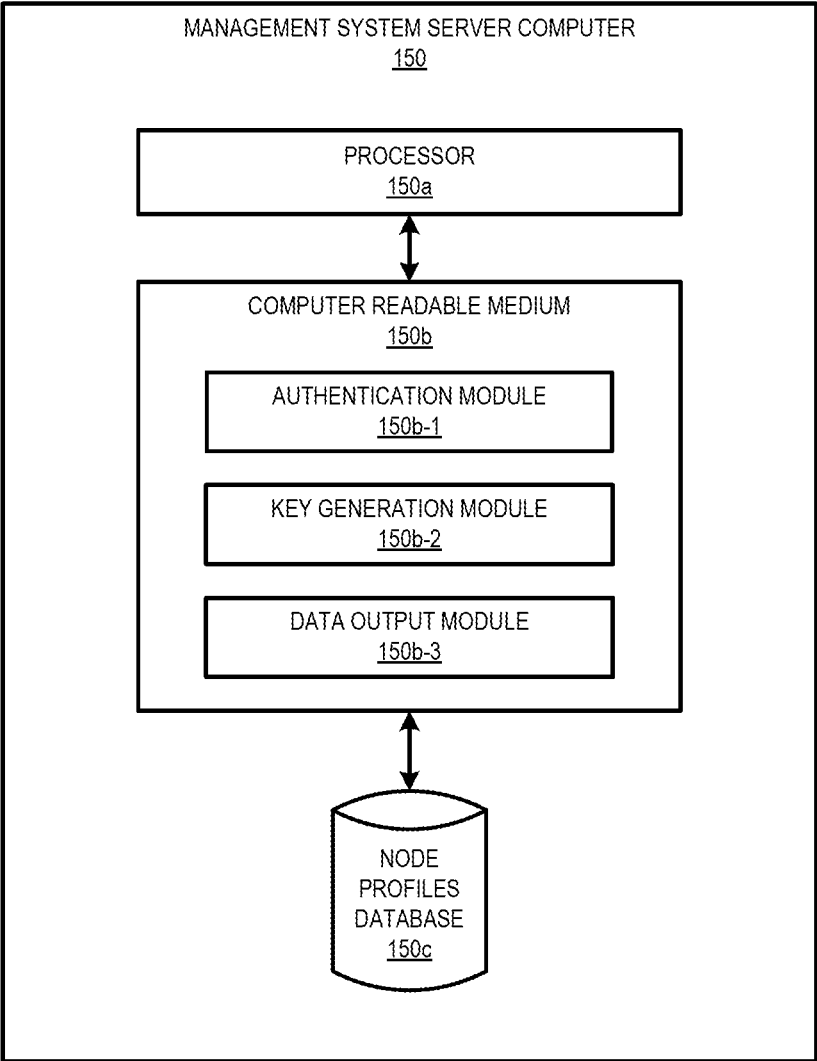 MANAGEMENT SYSTEM SERVER COMPUTER
150
PROCESSOR
150a
COMPUTER READABLE MEDIUM
150b
AUTHENTICATION MODULE
150b-1
KEY GENERATION MODULE
150b-2
DATA OUTPUT MODULE
150b-3
NODE
PROFILES
DATABASE
150c